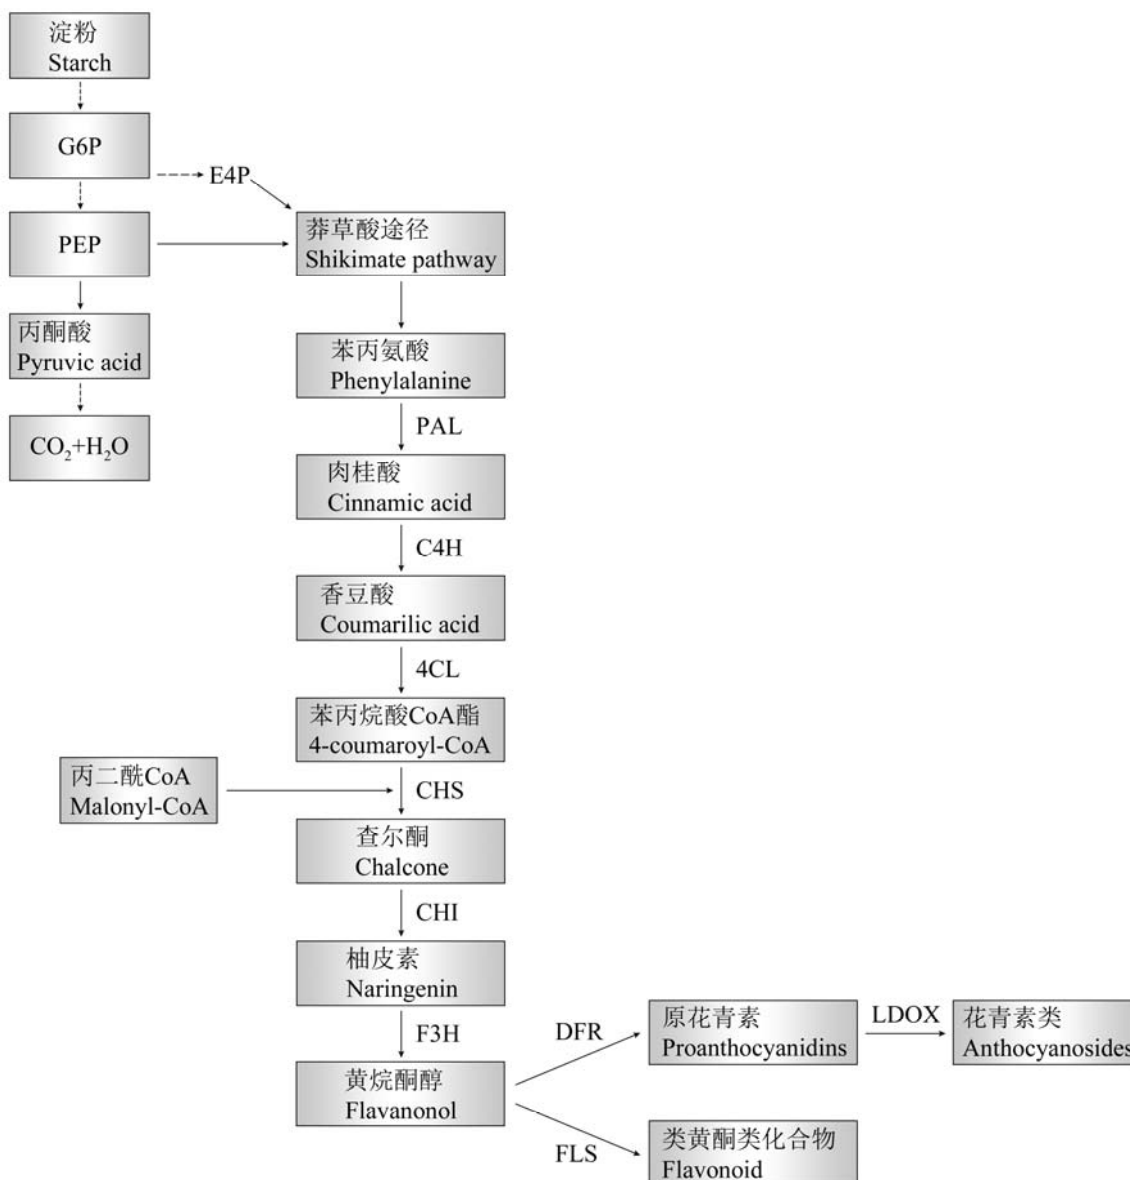 淀粉
Starch
G6P
E4P
PEP
莽草酸途径
Shikimate pathway
丙酮酸
Pyruvic acid
苯丙氨酸
Phenylalanine
PAL
CO₂+H₂O
肉桂酸
Cinnamic acid
C4H
香豆酸
Coumarilic acid
4CL
苯丙烷酸CoA酯
4-coumaroyl-CoA
丙二酰CoA
Malonyl-CoA
CHS
查尔酮
Chalcone
CHI
柚皮素
Naringenin
F3H
DFR
原花青素
Proanthocyanidins
LDOX
花青素类
Anthocyanosides
黄烷酮醇
Flavanonol
FLS
类黄酮类化合物
Flavonoid